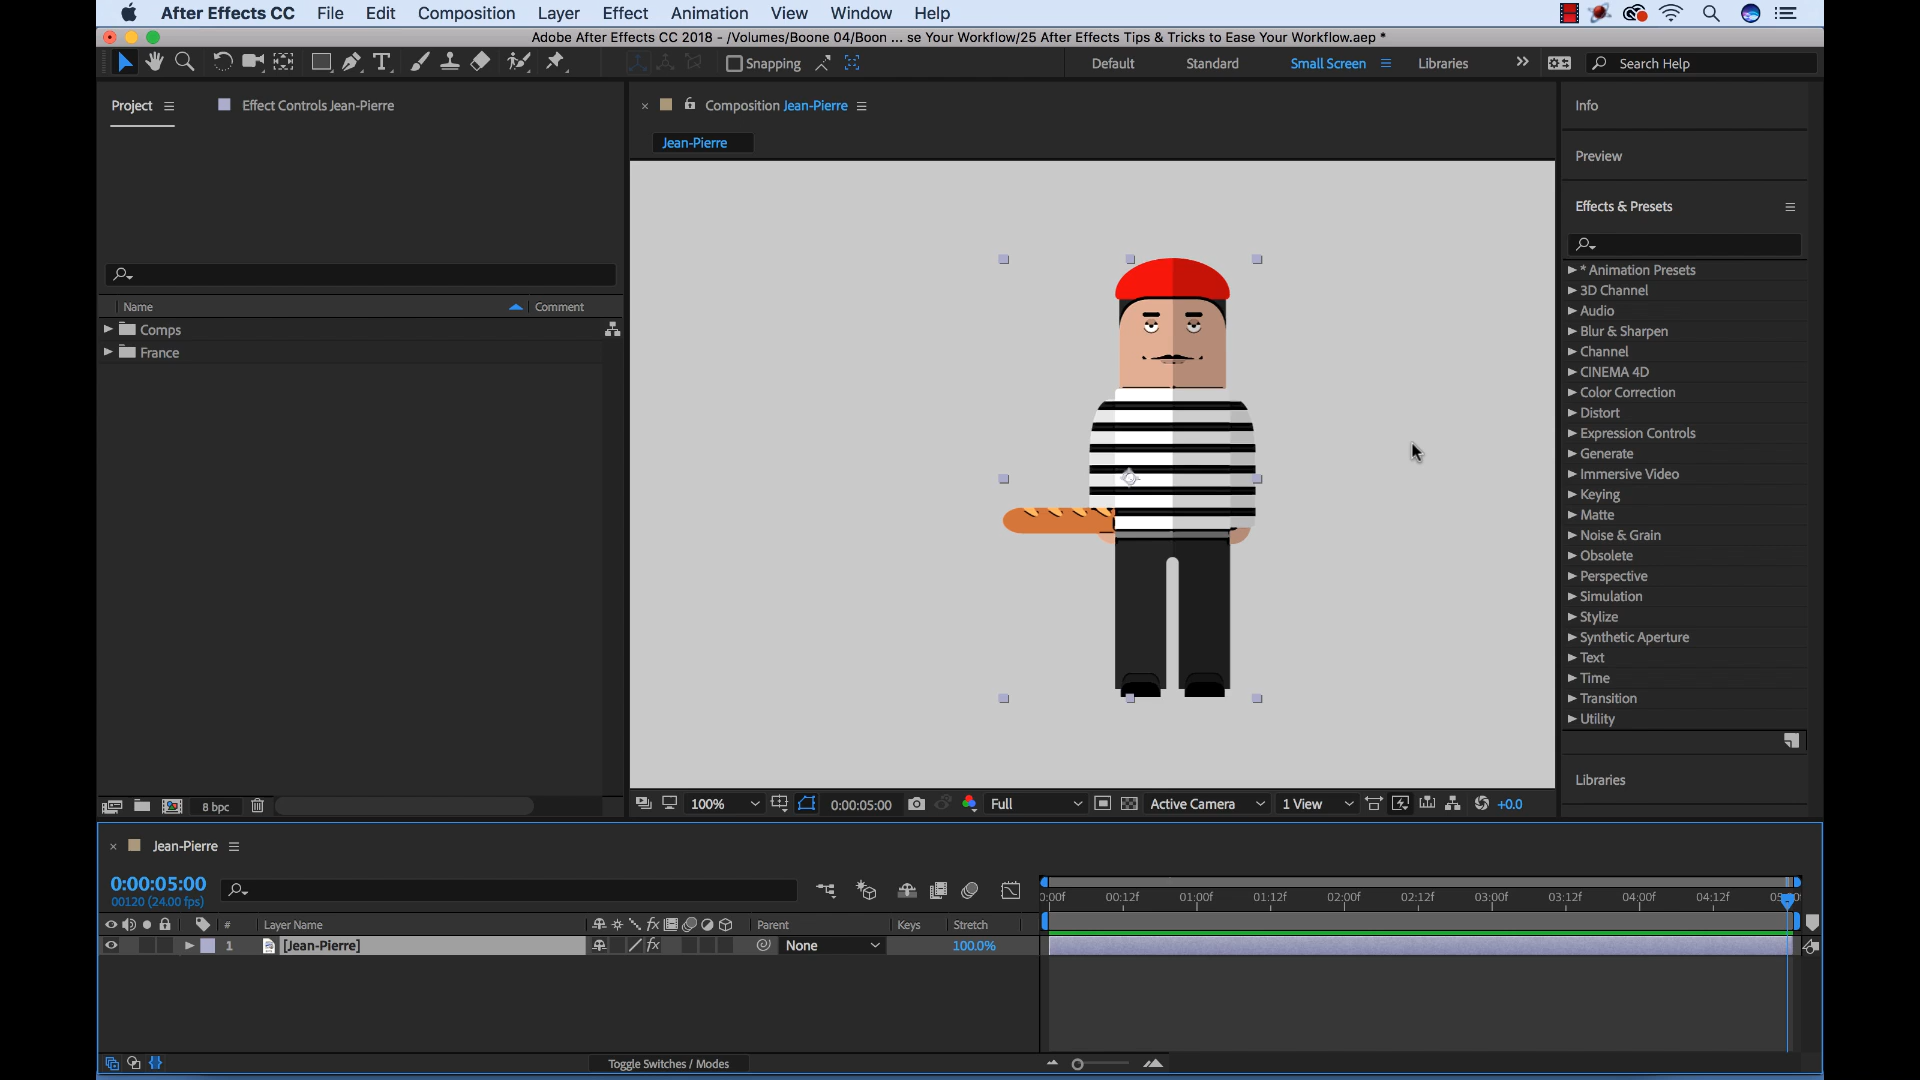 After Effects CC File Edit Composition Layer Effect Animation View Window Help
Adobe After Effects CC 2018 - /Volumes/Boone 04/Boon ... se Your Workflow/25 After Effects Tips & Tricks to Ease Your Workflow.aep *
Snapping Default Standard Small Screen Libraries Search Help
Project Effect Controls Jean-Pierre
Composition Jean-Pierre
Jean-Pierre
Name Comment
Comps
France
8 bpc
100% 0:00:05:00 Full Active Camera 1 View +0.0
Info
Preview
Effects & Presets
* Animation Presets
3D Channel
Audio
Blur & Sharpen
Channel
CINEMA 4D
Color Correction
Distort
Expression Controls
Generate
Immersive Video
Keying
Matte
Noise & Grain
Obsolete
Perspective
Simulation
Stylize
Synthetic Aperture
Text
Time
Transition
Utility
Libraries
Jean-Pierre
0:00:05:00
00120 (24.00 fps)
00:12f 01:00f 01:12f 02:00f 02:12f 03:00f 03:12f 04:00f 04:12f
# Layer Name fx Parent Keys Stretch
1 [Jean-Pierre] fx None 100.0%
Toggle Switches / Modes